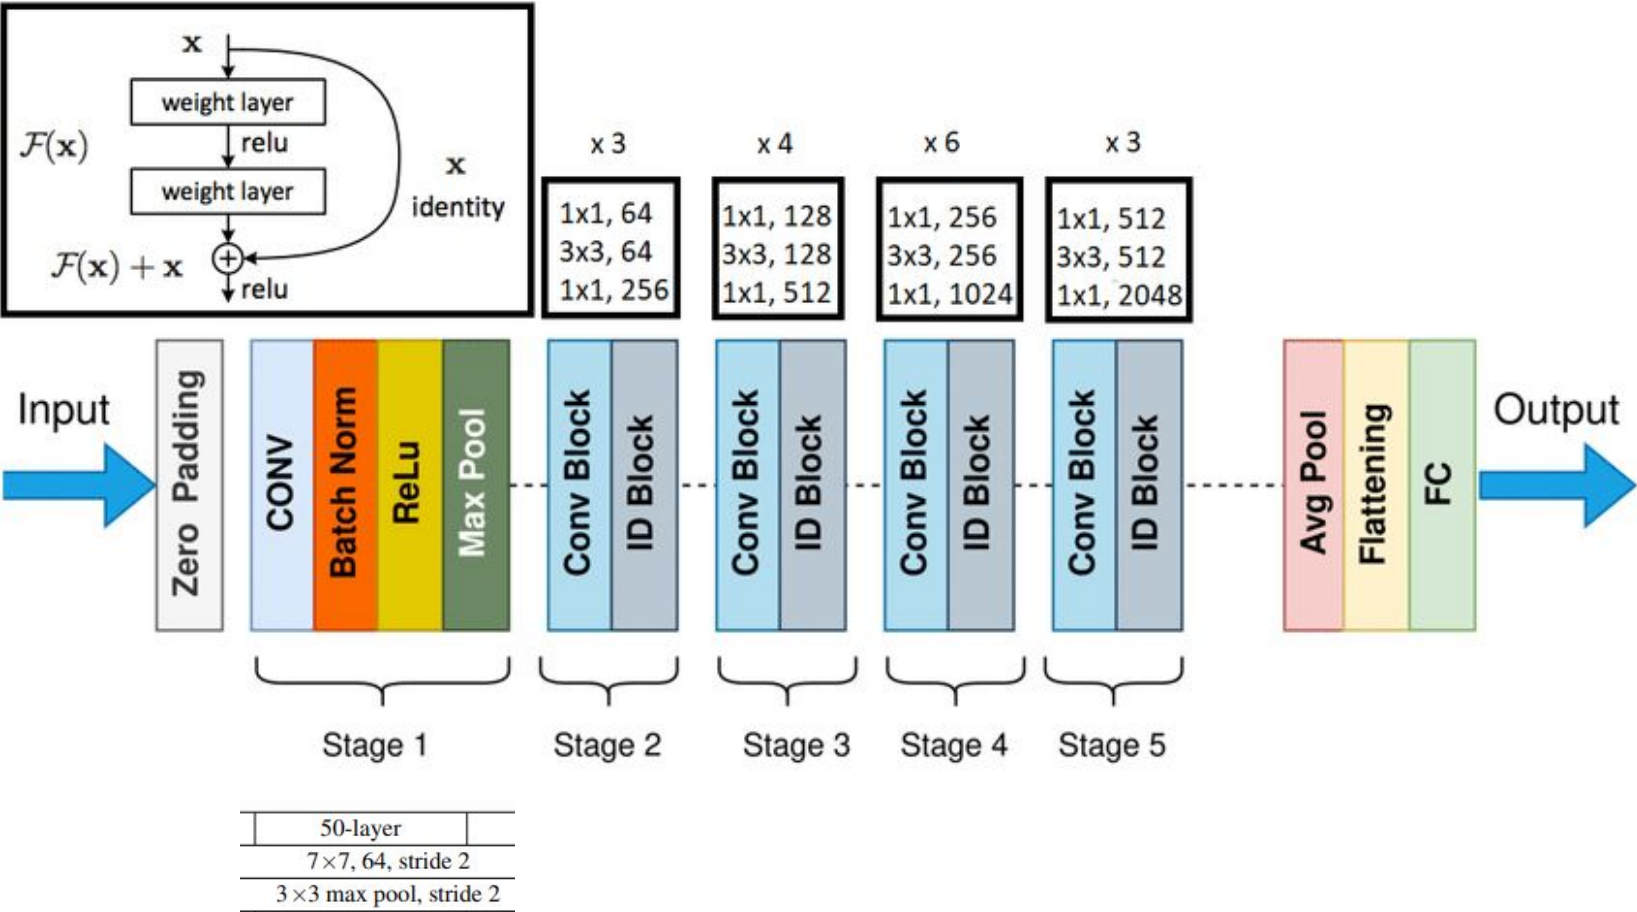 x
weight layer
relu
F(x)
weight layer
x
identity
F(x) + x
relu
x 3
1x1, 64
3x3, 64
1x1, 256
x 4
1x1, 128
3x3, 128
1x1, 512
x 6
1x1, 256
3x3, 256
1x1, 1024
x 3
1x1, 512
3x3, 512
1x1, 2048
Input
Zero Padding
CONV
Batch Norm
ReLu
Max Pool
Conv Block
ID Block
Conv Block
ID Block
Conv Block
ID Block
Conv Block
ID Block
Avg Pool
Flattening
FC
Output
Stage 1
Stage 2
Stage 3
Stage 4
Stage 5
50-layer
7×7, 64, stride 2
3×3 max pool, stride 2